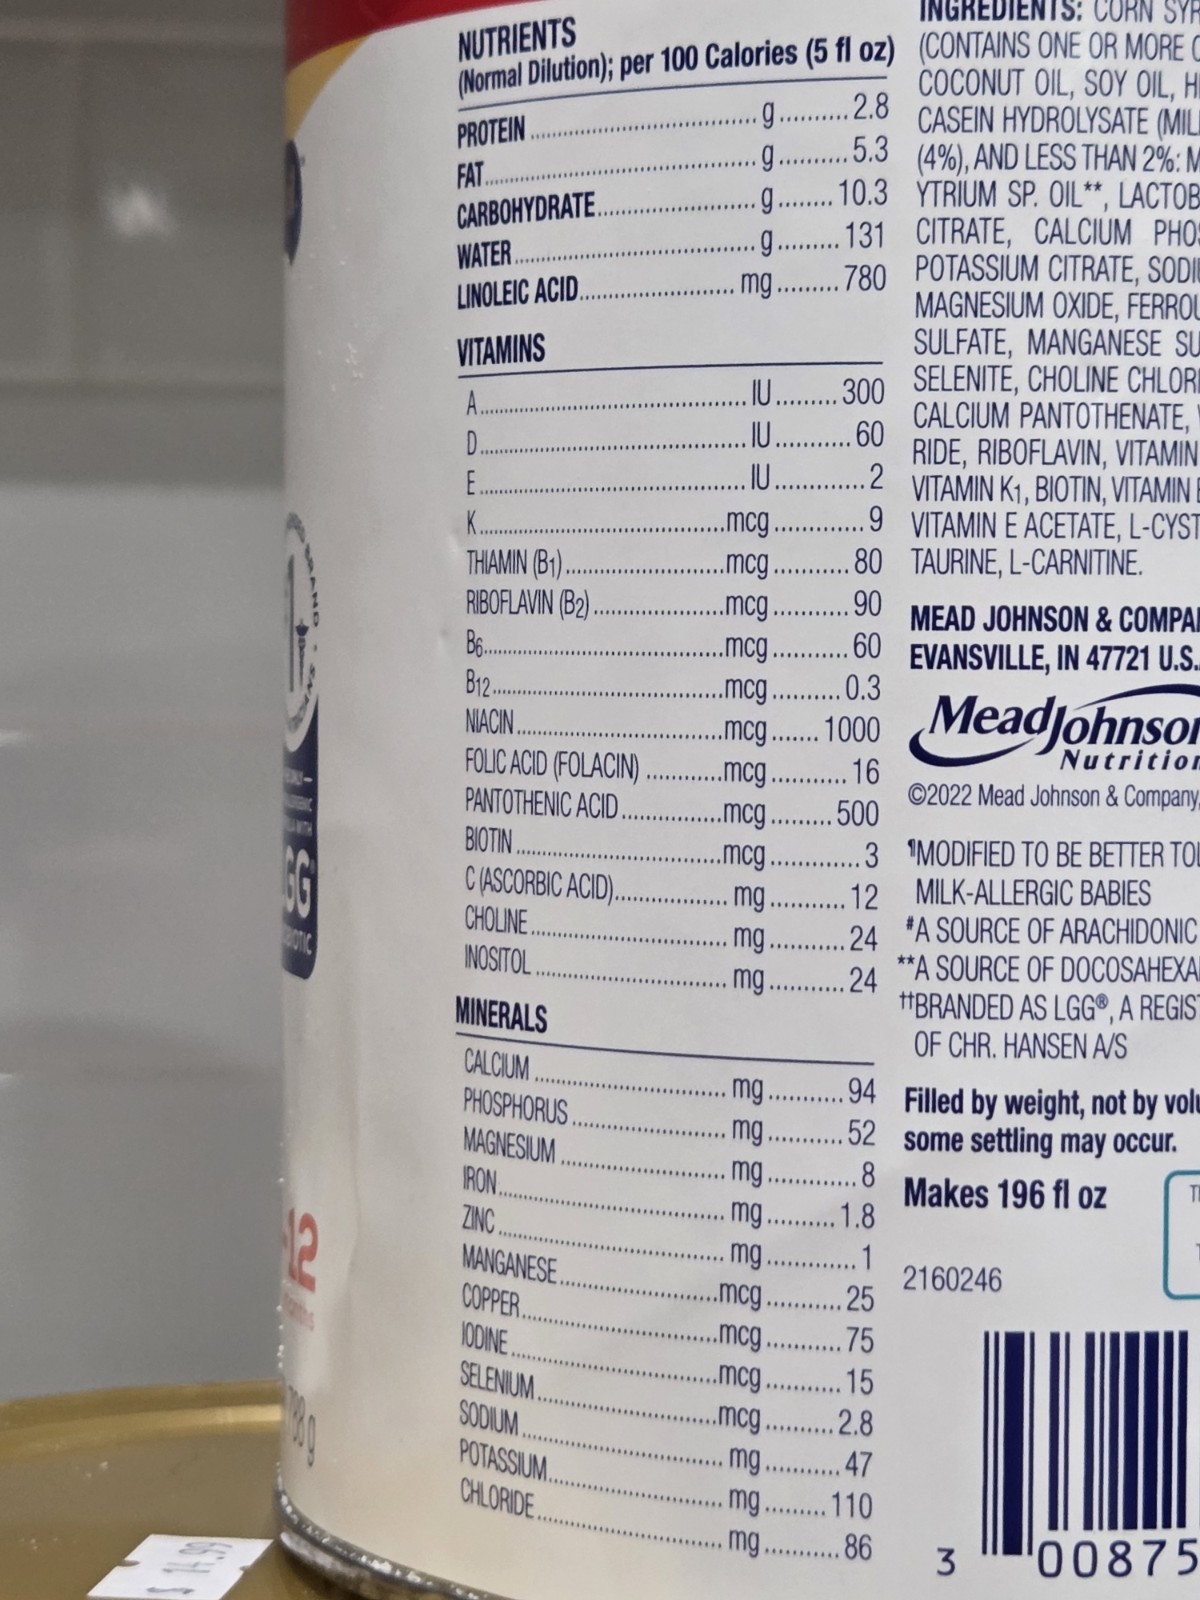 NUTRIENTS
(Normal Dilution); per 100 Calories (5 fl oz)
PROTEIN g 2.8
FAT g 5.3
CARBOHYDRATE g 10.3
WATER g 131
LINOLEIC ACID mg 780
VITAMINS
A IU 300
D IU 60
E IU 2
K mcg 9
THIAMIN (B1) mcg 80
RIBOFLAVIN (B2) mcg 90
B6 mcg 60
B12 mcg 0.3
NIACIN mcg 1000
FOLIC ACID (FOLACIN) mcg 16
PANTOTHENIC ACID mcg 500
BIOTIN mcg 3
C (ASCORBIC ACID) mg 12
CHOLINE mg 24
INOSITOL mg 24
MINERALS
CALCIUM mg 94
PHOSPHORUS mg 52
MAGNESIUM mg 8
IRON mg 1.8
ZINC mg 1
MANGANESE mcg 25
COPPER mcg 75
IODINE mcg 15
SELENIUM mcg 2.8
SODIUM mg 47
POTASSIUM mg 110
CHLORIDE mg 86
INGREDIENTS: CORN SYR
(CONTAINS ONE OR MORE
COCONUT OIL, SOY OIL,
CASEIN HYDROLYSATE (MIL
(4%), AND LESS THAN 2%: M
YTRIUM SP. OIL**, LACTOB
CITRATE, CALCIUM PHOS
POTASSIUM CITRATE, SODIU
MAGNESIUM OXIDE, FERROU
SULFATE, MANGANESE SU
SELENITE, CHOLINE CHLORI
CALCIUM PANTOTHENATE,
RIDE, RIBOFLAVIN, VITAMIN
VITAMIN K1, BIOTIN, VITAMIN
VITAMIN E ACETATE, L-CYST
TAURINE, L-CARNITINE.
MEAD JOHNSON & COMPA
EVANSVILLE, IN 47721 U.S.
MeadJohnson
Nutrition
©2022 Mead Johnson & Company,
¶MODIFIED TO BE BETTER TOL
MILK-ALLERGIC BABIES
#A SOURCE OF ARACHIDONIC
**A SOURCE OF DOCOSAHEXA
††BRANDED AS LGG®, A REGIS
OF CHR. HANSEN A/S
Filled by weight, not by volu
some settling may occur.
Makes 196 fl oz
2160246
3 00875
BRAND
GG
-12
$ 14.99